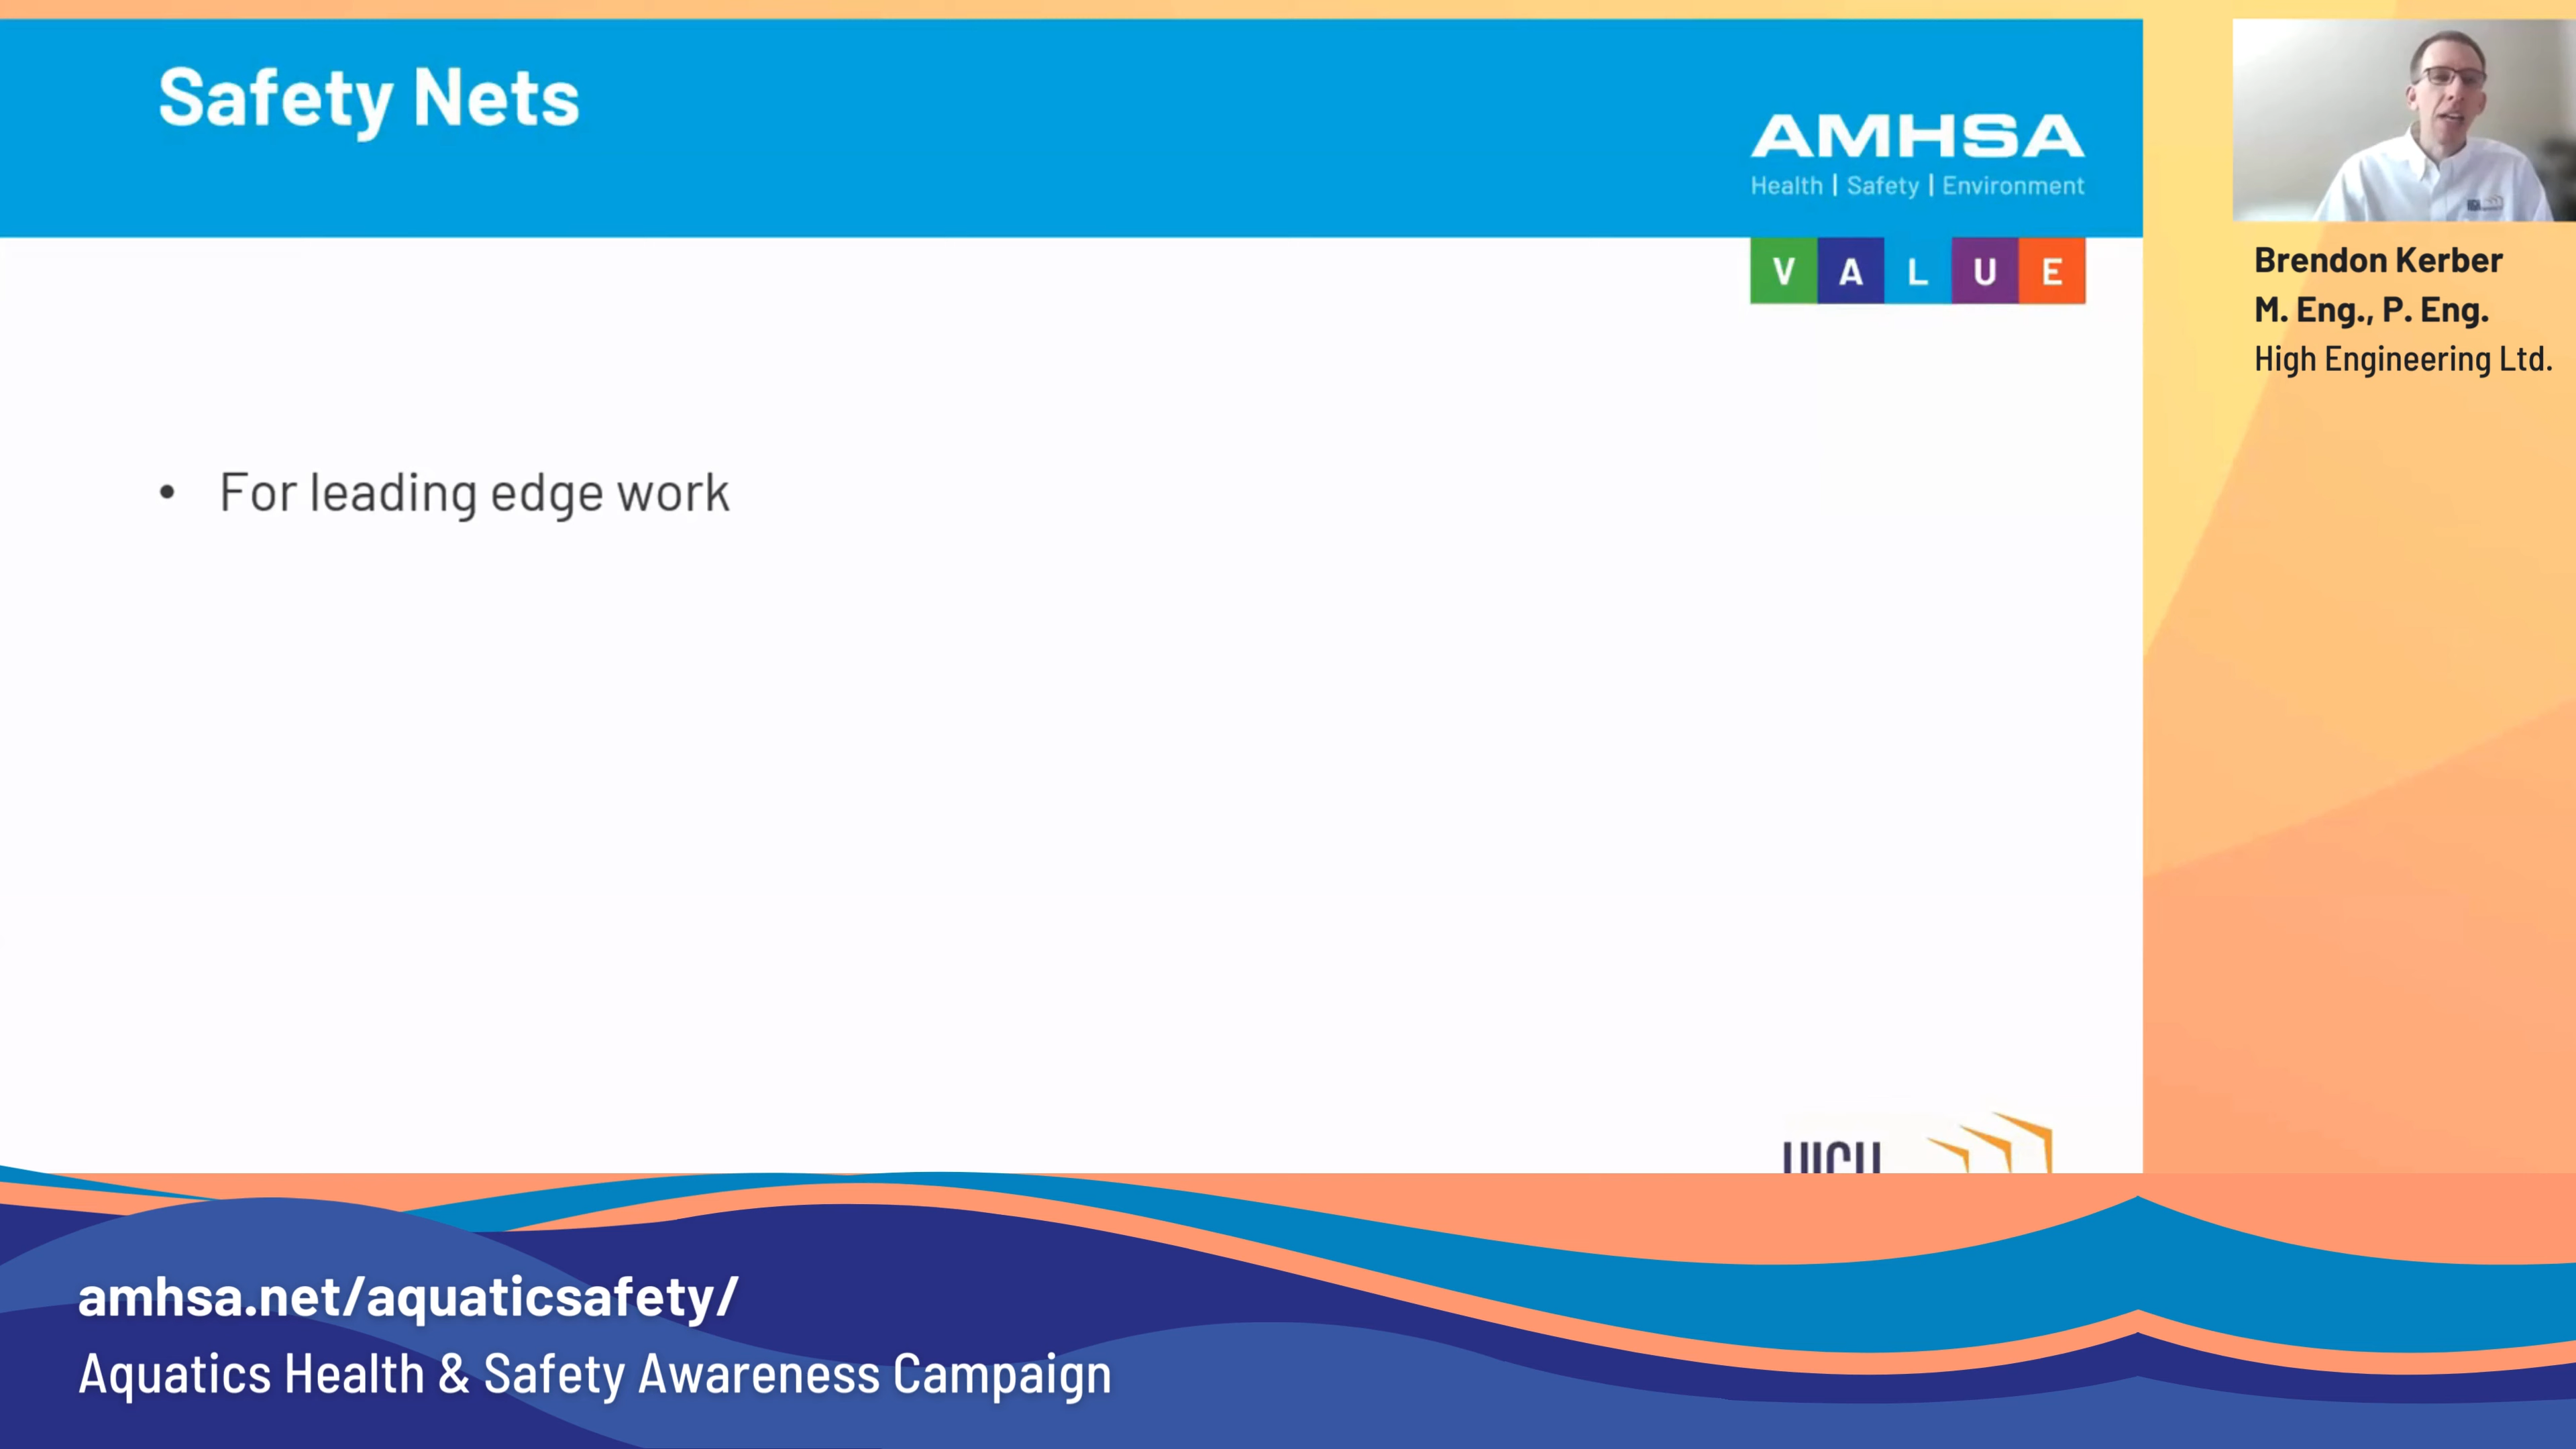 Safety Nets
AMHSA
Health | Safety | Environment
V A L U E
Brendon Kerber
M. Eng., P. Eng.
High Engineering Ltd.
• For leading edge work
amhsa.net/aquaticsafety/
Aquatics Health & Safety Awareness Campaign